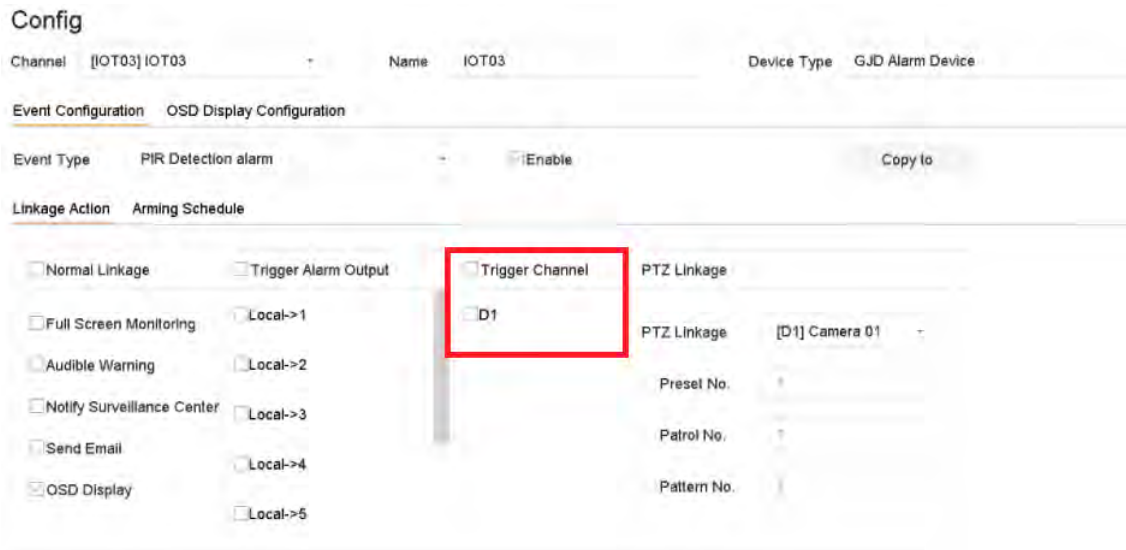 Config
Channel [IOT03] IOT03 Name IOT03 Device Type GJD Alarm Device
Event Configuration OSD Display Configuration
Event Type PIR Detection alarm Enable Copy to
Linkage Action Arming Schedule
Normal Linkage Trigger Alarm Output Trigger Channel PTZ Linkage
Full Screen Monitoring Local->1 D1 PTZ Linkage [D1] Camera 01
Audible Warning Local->2 Preset No.
Notify Surveillance Center Local->3 Patrol No.
Send Email Local->4 Pattern No.
OSD Display Local->5